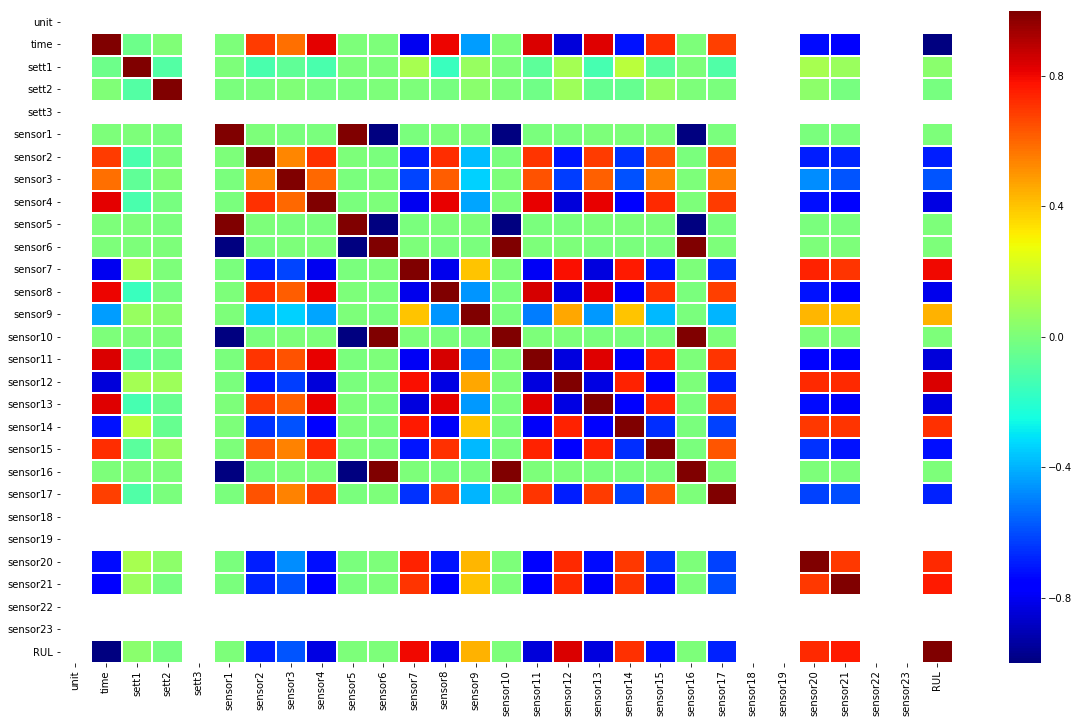 unit
time
sett1
sett2
sett3
sensor1
sensor2
sensor3
sensor4
sensor5
sensor6
sensor7
sensor8
sensor9
sensor10
sensor11
sensor12
sensor13
sensor14
sensor15
sensor16
sensor17
sensor18
sensor19
sensor20
sensor21
sensor22
sensor23
RUL
unit
time
sett1
sett2
sett3
sensor1
sensor2
sensor3
sensor4
sensor5
sensor6
sensor7
sensor8
sensor9
sensor10
sensor11
sensor12
sensor13
sensor14
sensor15
sensor16
sensor17
sensor18
sensor19
sensor20
sensor21
sensor22
sensor23
RUL
0.8
0.4
0.0
−0.4
−0.8